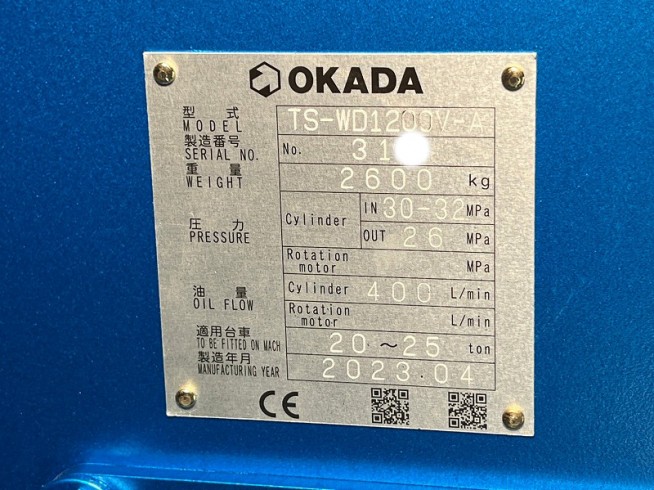 OKADA
型式
MODEL
TS-WD1200V-A
製造番号
SERIAL NO.
No.
重量
WEIGHT
2600 kg
圧力
PRESSURE
Cylinder
IN 30-32 MPa
OUT 26 MPa
Rotation motor
MPa
油量
OIL FLOW
Cylinder 400 L/min
Rotation motor
L/min
適用台車
TO BE FITTED ON MACH
20~25 ton
製造年月
MANUFACTURING YEAR
2023.04
CE